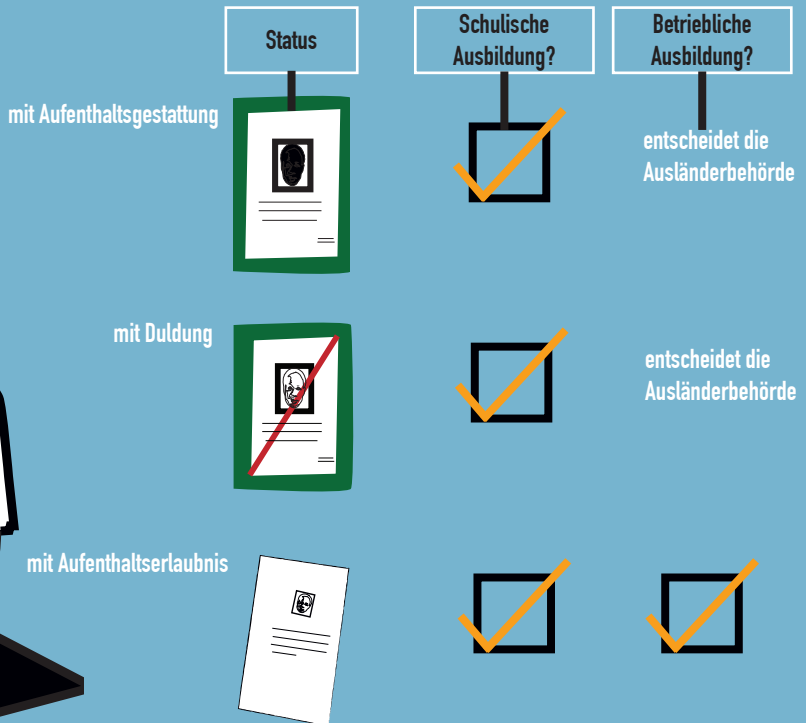 Status
Schulische
Ausbildung?
Betriebliche
Ausbildung?
mit Aufenthaltsgestattung
entscheidet die
Ausländerbehörde
mit Duldung
entscheidet die
Ausländerbehörde
mit Aufenthaltserlaubnis